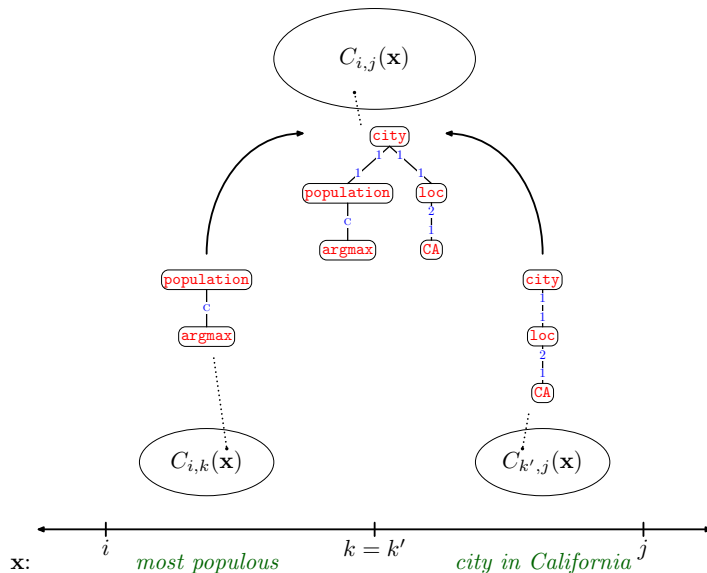 C_{i,j}(x)
city
1 1
1 1
population loc
c 2
1
argmax CA
population city
c 1
1
argmax loc
2
1
CA
C_{i,k}(x) C_{k',j}(x)
i k = k' j
x: most populous city in California